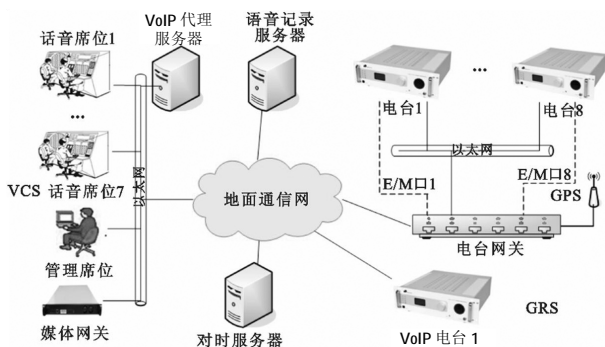 话音席位1
VoIP 代理
服务器
语音记录
服务器
...
电台1
电台8
...
以太网
E/M口1
E/M口8
GPS
VCS 话音席位7
以太网
地面通信网
管理席位
电台网关
媒体网关
对时服务器
VoIP 电台 1
GRS